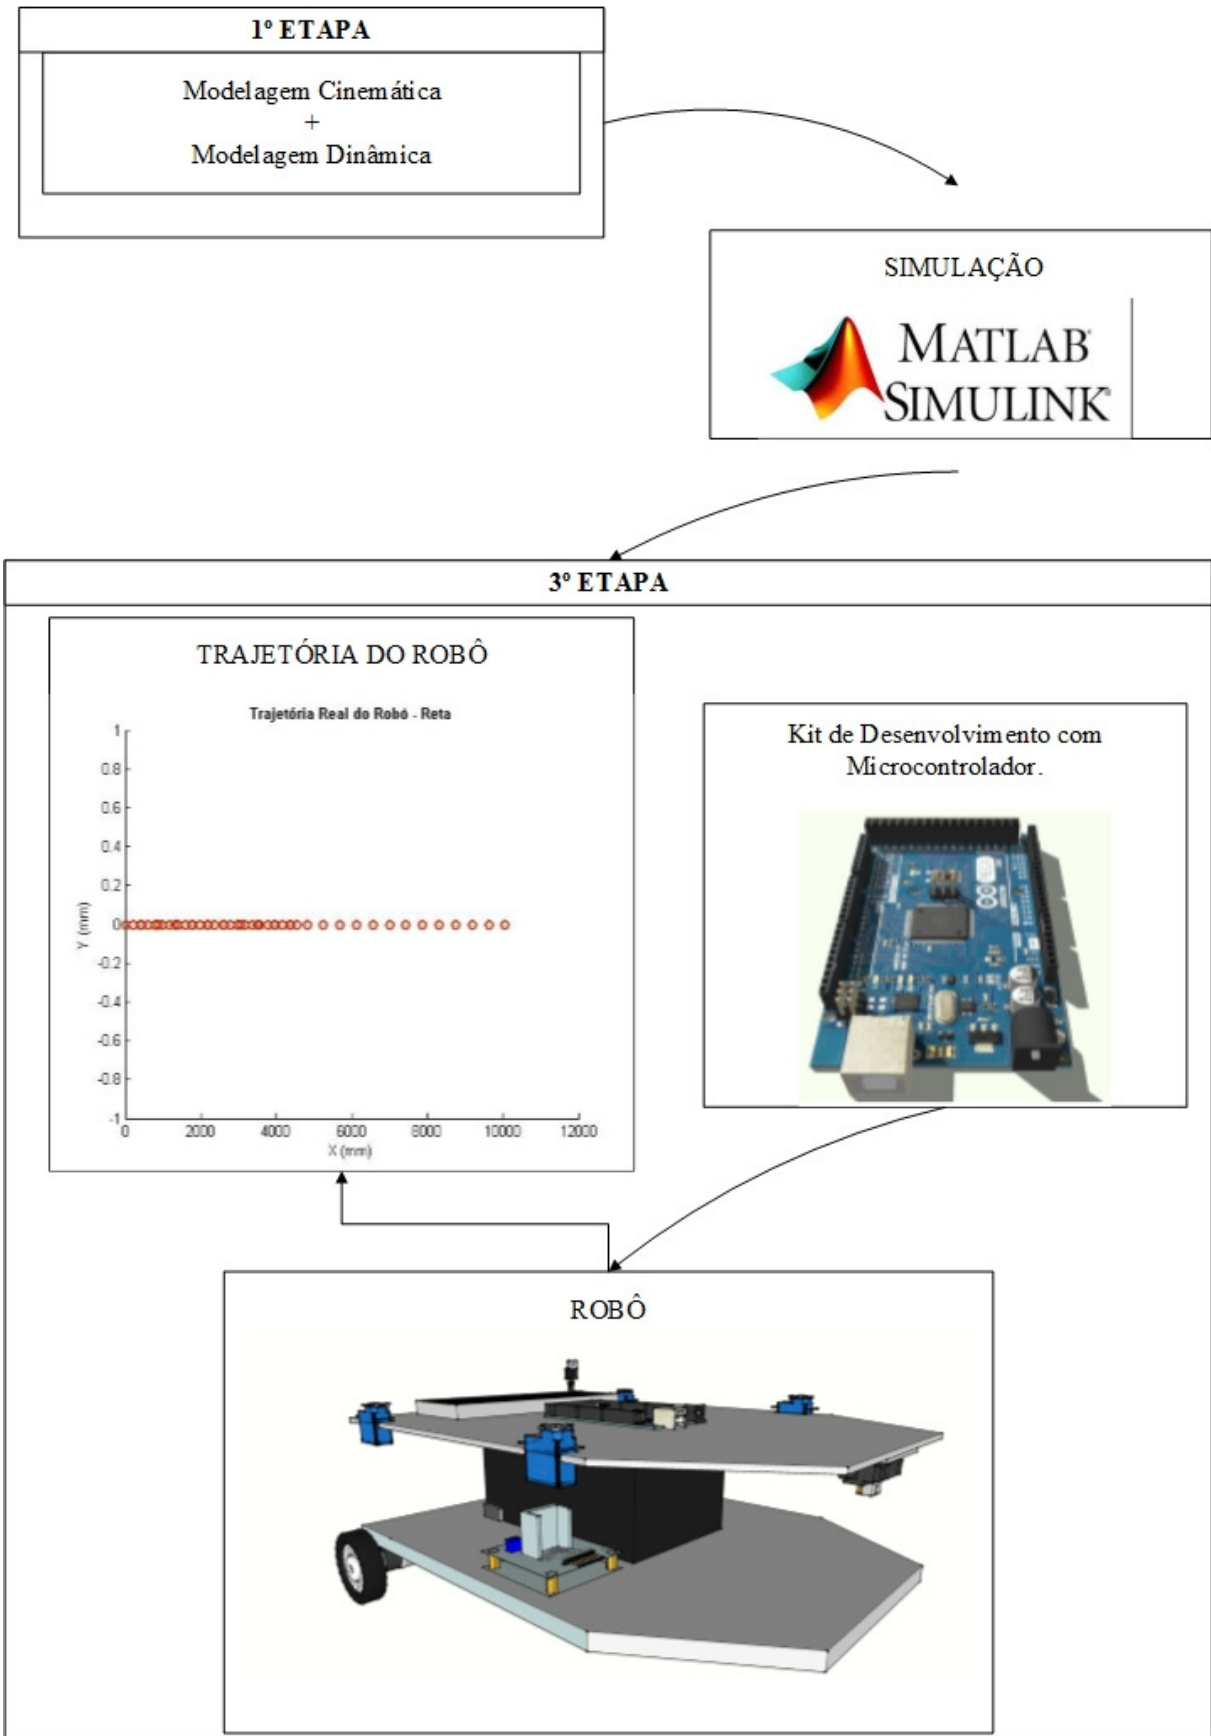 1º ETAPA
Modelagem Cinemática
+
Modelagem Dinâmica
SIMULAÇÃO
MATLAB®
SIMULINK®
3º ETAPA
TRAJETÓRIA DO ROBÔ
Trajetória Real do Robô - Reta
1
0.8
0.6
0.4
0.2
0
-0.2
-0.4
-0.6
-0.8
-1
Y (mm)
0 2000 4000 6000 8000 10000 12000
X (mm)
Kit de Desenvolvimento com
Microcontrolador.
ROBÔ